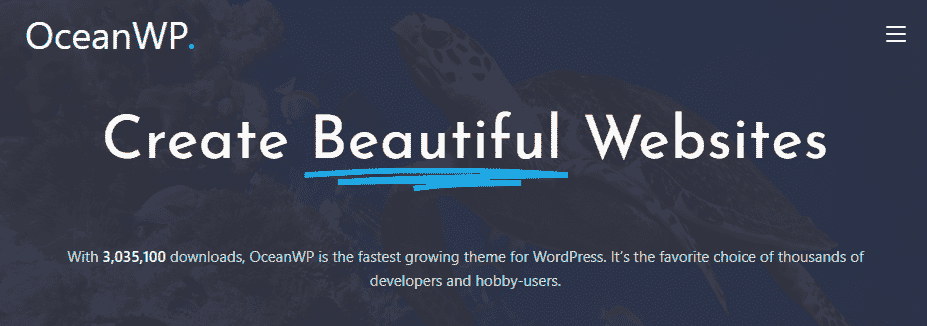 OceanWP.
Create Beautiful Websites
With 3,035,100 downloads, OceanWP is the fastest growing theme for WordPress. It's the favorite choice of thousands of
developers and hobby-users.